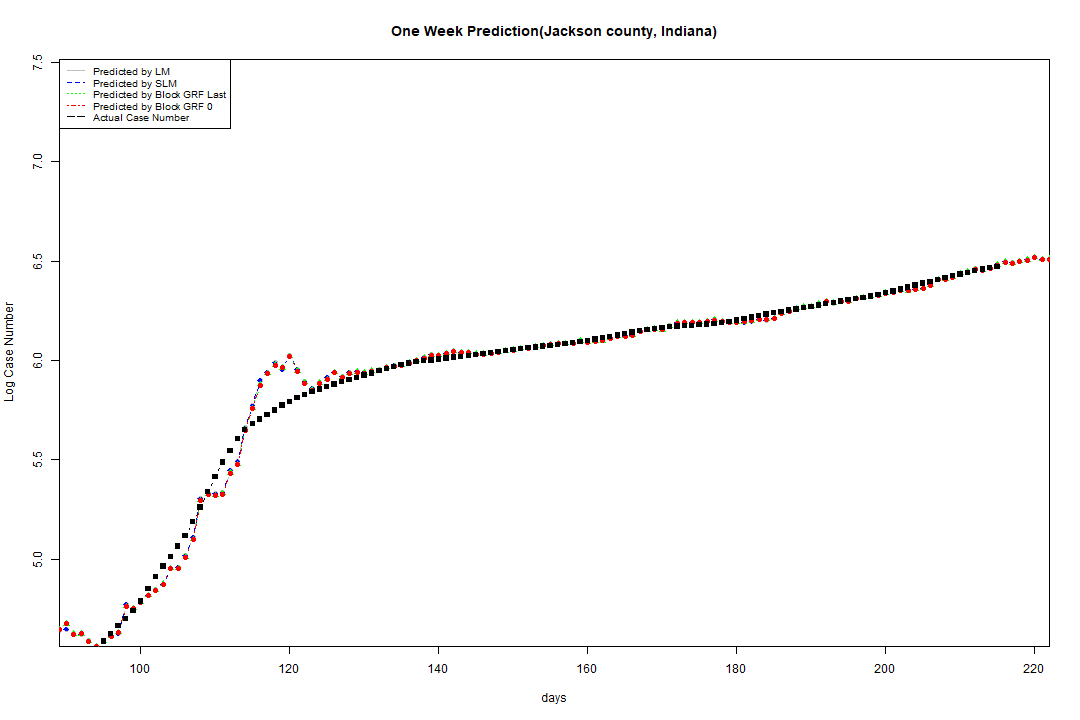 One Week Prediction(Jackson county, Indiana)
Predicted by LM
Predicted by SLM
Predicted by Block GRF Last
Predicted by Block GRF 0
Actual Case Number
7.5
7.0
6.5
6.0
5.5
5.0
Log Case Number
100 120 140 160 180 200 220
days